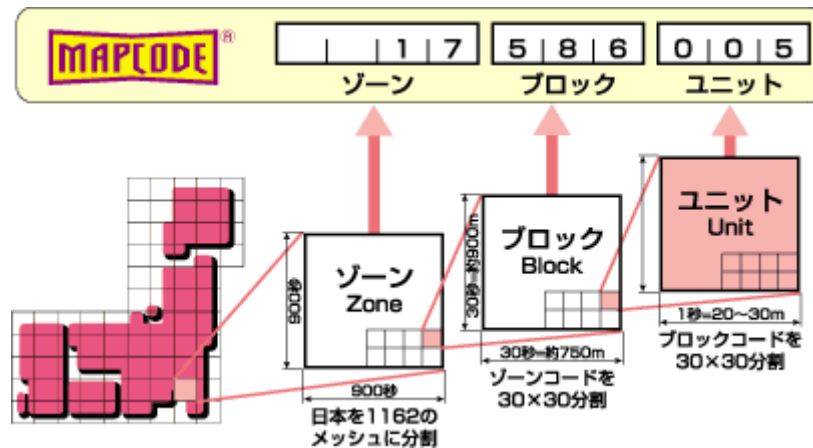 MAPCODE®
1 7
5 8 6
0 0 5
ゾーン
ブロック
ユニット
ゾーン
Zone
900秒
900秒
日本を1162の
メッシュに分割
ブロック
Block
30秒=約900m
30秒=約750m
ゾーンコードを
30×30分割
ユニット
Unit
1秒=20〜30m
ブロックコードを
30×30分割